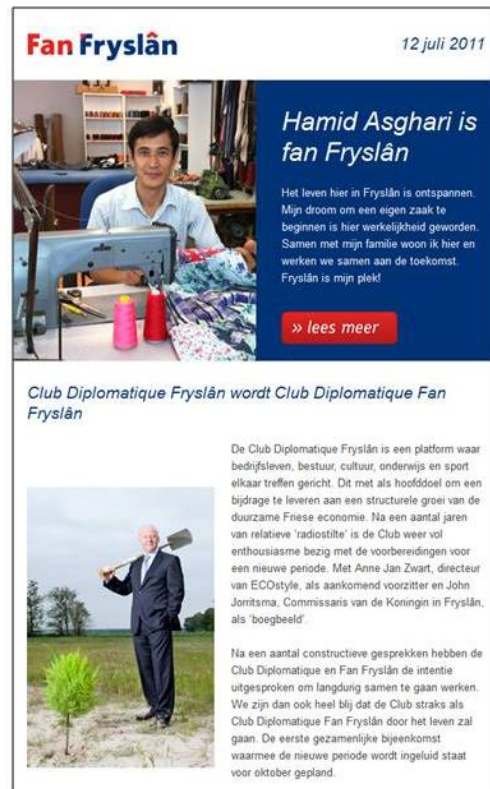 Fan Fryslân
12 juli 2011
Hamid Asghari is
fan Fryslân
Het leven hier in Fryslân is ontspannen.
Mijn droom om een eigen zaak te
beginnen is hier werkelijkheid geworden.
Samen met mijn familie woon ik hier en
werken we samen aan de toekomst.
Fryslân is mijn plek!
» lees meer
Club Diplomatique Fryslân wordt Club Diplomatique Fan
Fryslân
De Club Diplomatique Fryslân is een platform waar
bedrijfsleven, bestuur, cultuur, onderwijs en sport
elkaar treffen gericht. Dit met als hoofddoel om een
bijdrage te leveren aan een structurele groei van de
duurzame Friese economie. Na een aantal jaren
van relatieve 'radiostilte' is de Club weer vol
enthousiasme bezig met de voorbereidingen voor
een nieuwe periode. Met Anne Jan Zwart, directeur
van ECOstyle, als aankomend voorzitter en John
Jorritsma, Commissaris van de Koningin in Fryslân,
als 'boegbeeld'.
Na een aantal constructieve gesprekken hebben de
Club Diplomatique en Fan Fryslân de intentie
uitgesproken om langdurig samen te gaan werken.
We zijn dan ook heel blij dat de Club straks als
Club Diplomatique Fan Fryslân door het leven zal
gaan. De eerste gezamenlijke bijeenkomst
waarmee de nieuwe periode wordt ingeluid staat
voor oktober gepland.